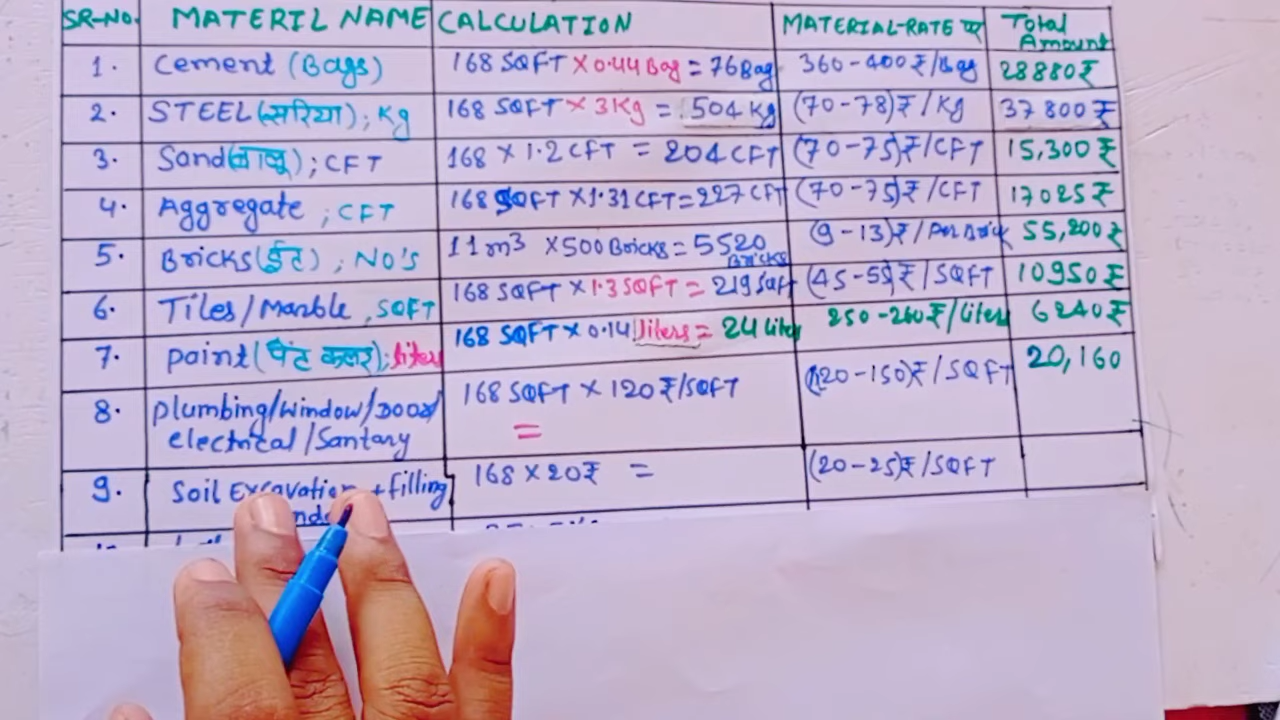 SR-NO. MATERIL NAME CALCULATION MATERIAL-RATE Total Amount
1. Cement (Bags) 168 SQFT × 0.44 Bag = 76 Bag 360-400₹/Bag 28880₹
2. STEEL (सरिया); Kg 168 SQFT × 3Kg = 504 Kg (70-78)₹/Kg 37800₹
3. Sand (बालू); CFT 168 × 1.2 CFT = 204 CFT (70-75)₹/CFT 15,300₹
4. Aggregate ; CFT 168 SQFT × 1.31 CFT = 227 CFT (70-75)₹/CFT 17025₹
5. Bricks (ईंट) ; NO'S 11m³ × 500 Bricks = 5520 Bricks (9-13)₹/Per Brick 55,200₹
6. Tiles/Marble, SQFT 168 SQFT × 1.3 SQFT = 219 Sqft (45-55)₹/SQFT 10950₹
7. paint (पेंट कलर); liters 168 SQFT × 0.14 liters = 24 liter 250-260₹/liters 6240₹
8. plumbing/window/Door/ 168 SQFT × 120₹/SQFT (120-150)₹/SQFT 20,160
electrical/Santary =
9. Soil Excavation + filling 168 × 20₹ = (20-25)₹/SQFT